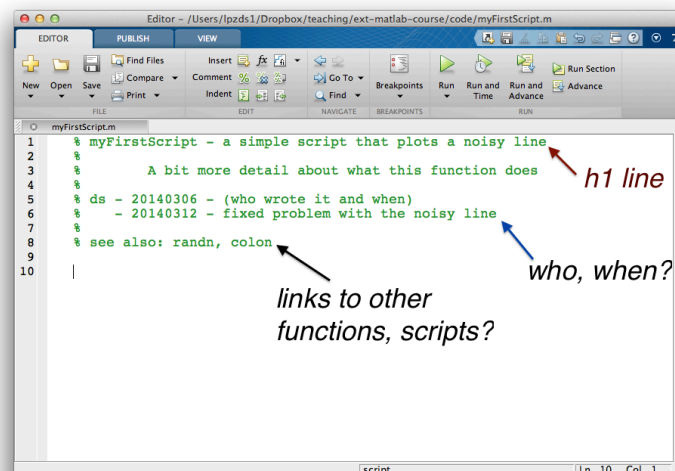 Editor – /Users/lpzds1/Dropbox/teaching/ext-matlab-course/code/myFirstScript.m
EDITOR PUBLISH VIEW
New Open Save Find Files Compare Print
Insert fx Comment % Indent
Go To Find
Breakpoints Run Run and Time Run and Advance Run Section Advance
FILE EDIT NAVIGATE BREAKPOINTS RUN
myFirstScript.m
1 % myFirstScript - a simple script that plots a noisy line
2 %
3 % A bit more detail about what this function does
4 %
5 % ds - 20140306 - (who wrote it and when)
6 % - 20140312 - fixed problem with the noisy line
7 %
8 % see also: randn, colon
9
10
h1 line
who, when?
links to other
functions, scripts?
script Ln 10 Col 1